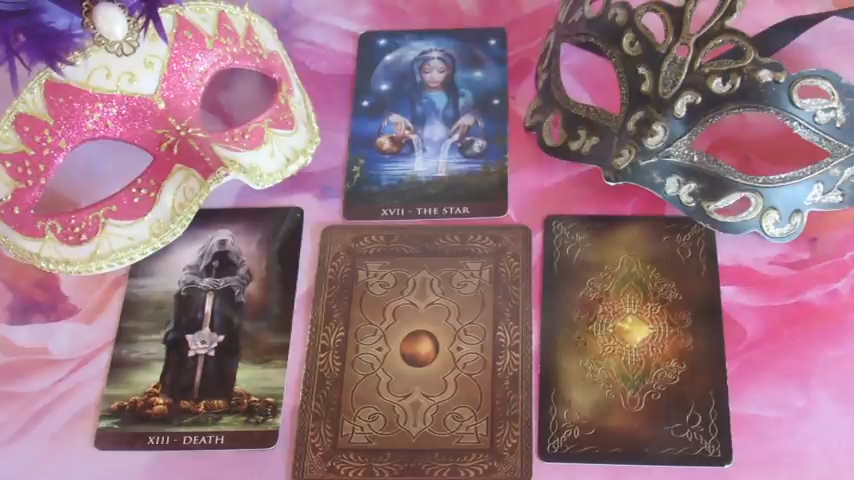 XVII - THE STAR
XIII - DEATH